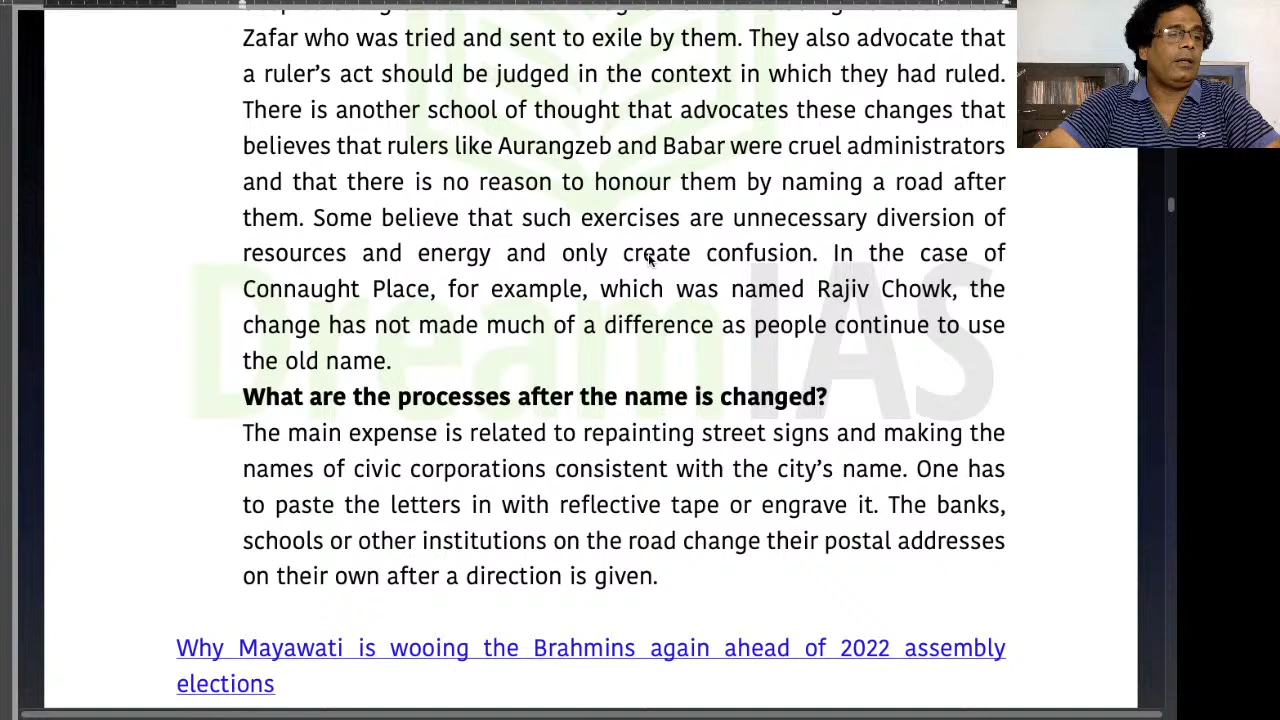 Zafar who was tried and sent to exile by them. They also advocate that
a ruler's act should be judged in the context in which they had ruled.
There is another school of thought that advocates these changes that
believes that rulers like Aurangzeb and Babar were cruel administrators
and that there is no reason to honour them by naming a road after
them. Some believe that such exercises are unnecessary diversion of
resources and energy and only create confusion. In the case of
Connaught Place, for example, which was named Rajiv Chowk, the
change has not made much of a difference as people continue to use
the old name.
What are the processes after the name is changed?
The main expense is related to repainting street signs and making the
names of civic corporations consistent with the city's name. One has
to paste the letters in with reflective tape or engrave it. The banks,
schools or other institutions on the road change their postal addresses
on their own after a direction is given.
Why Mayawati is wooing the Brahmins again ahead of 2022 assembly
elections
DreamIAS